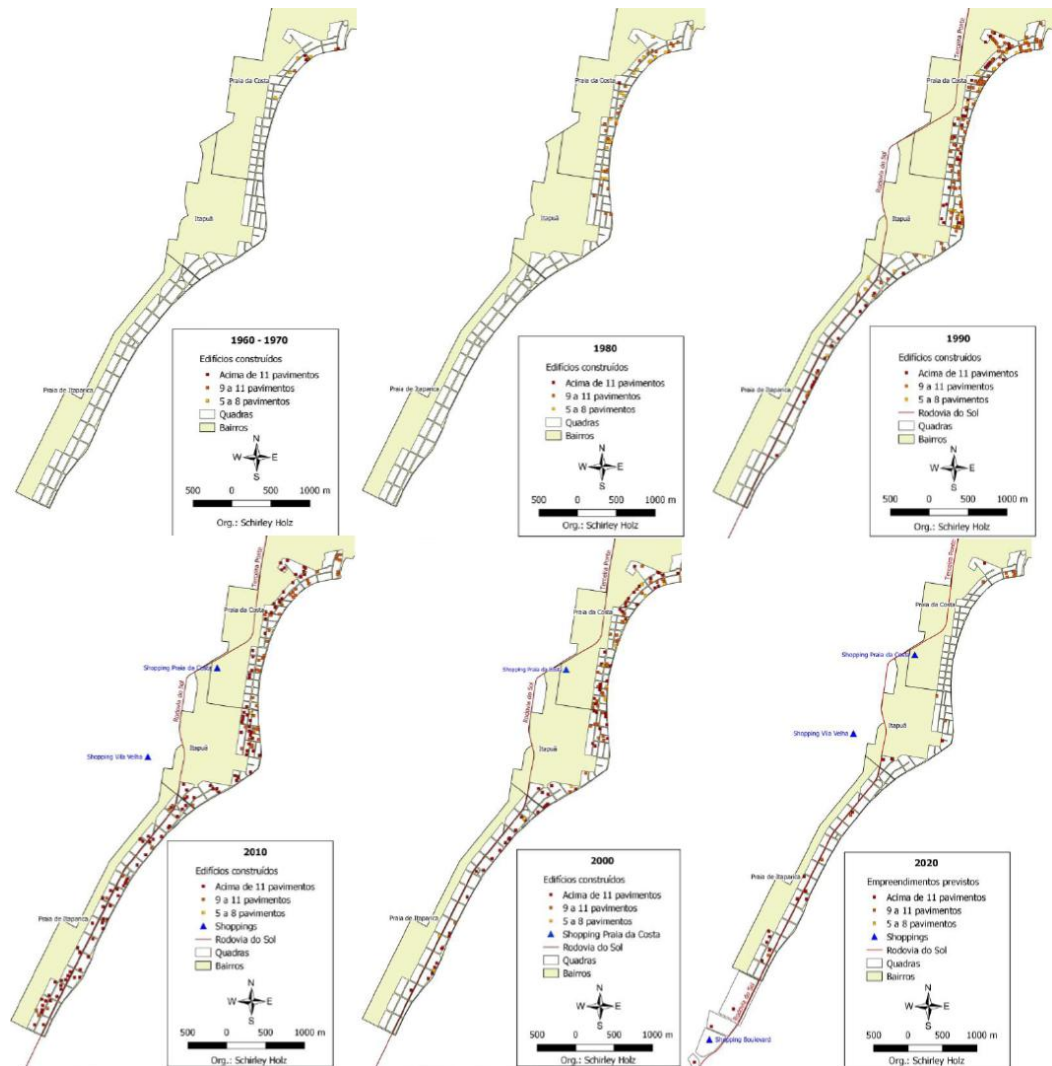 Praia da Costa
Itapuã
Praia de Itaparica
1960 - 1970
Edifícios construídos
Acima de 11 pavimentos
9 a 11 pavimentos
5 a 8 pavimentos
Quadras
Bairros
N
W E
S
500 0 500 1000 m
Org.: Schirley Holz
Praia da Costa
Itapuã
Praia de Itaparica
1980
Edifícios construídos
Acima de 11 pavimentos
9 a 11 pavimentos
5 a 8 pavimentos
Quadras
Bairros
N
W E
S
500 0 500 1000 m
Org.: Schirley Holz
Terceira Ponte
Praia da Costa
Rodovia do Sol
Itapuã
Praia de Itaparica
1990
Edifícios construídos
Acima de 11 pavimentos
9 a 11 pavimentos
5 a 8 pavimentos
Rodovia do Sol
Quadras
Bairros
N
W E
S
500 0 500 1000 m
Org.: Schirley Holz
Terceira Ponte
Praia da Costa
Shopping Praia da Costa
Rodovia do Sol
Itapuã
Shopping Vila Velha
Praia de Itaparica
2010
Edifícios construídos
Acima de 11 pavimentos
9 a 11 pavimentos
5 a 8 pavimentos
Shoppings
Rodovia do Sol
Quadras
Bairros
N
W E
S
500 0 500 1000 m
Org.: Schirley Holz
Terceira Ponte
Praia da Costa
Shopping Praia da Costa
Rodovia do Sol
Itapuã
Praia de Itaparica
2000
Edifícios construídos
Acima de 11 pavimentos
9 a 11 pavimentos
5 a 8 pavimentos
Shopping Praia da Costa
Rodovia do Sol
Quadras
Bairros
N
W E
S
500 0 500 1000 m
Org.: Schirley Holz
Terceira Ponte
Praia da Costa
Shopping Praia da Costa
Rodovia do Sol
Shopping Vila Velha
Itapuã
Praia de Itaparica
Rodovia do Sol
Shopping Boulevard
2020
Empreendimentos previstos
Acima de 11 pavimentos
9 a 11 pavimentos
5 a 8 pavimentos
Shoppings
Rodovia do Sol
Quadras
Bairros
N
W E
S
500 0 500 1000 m
Org.: Schirley Holz